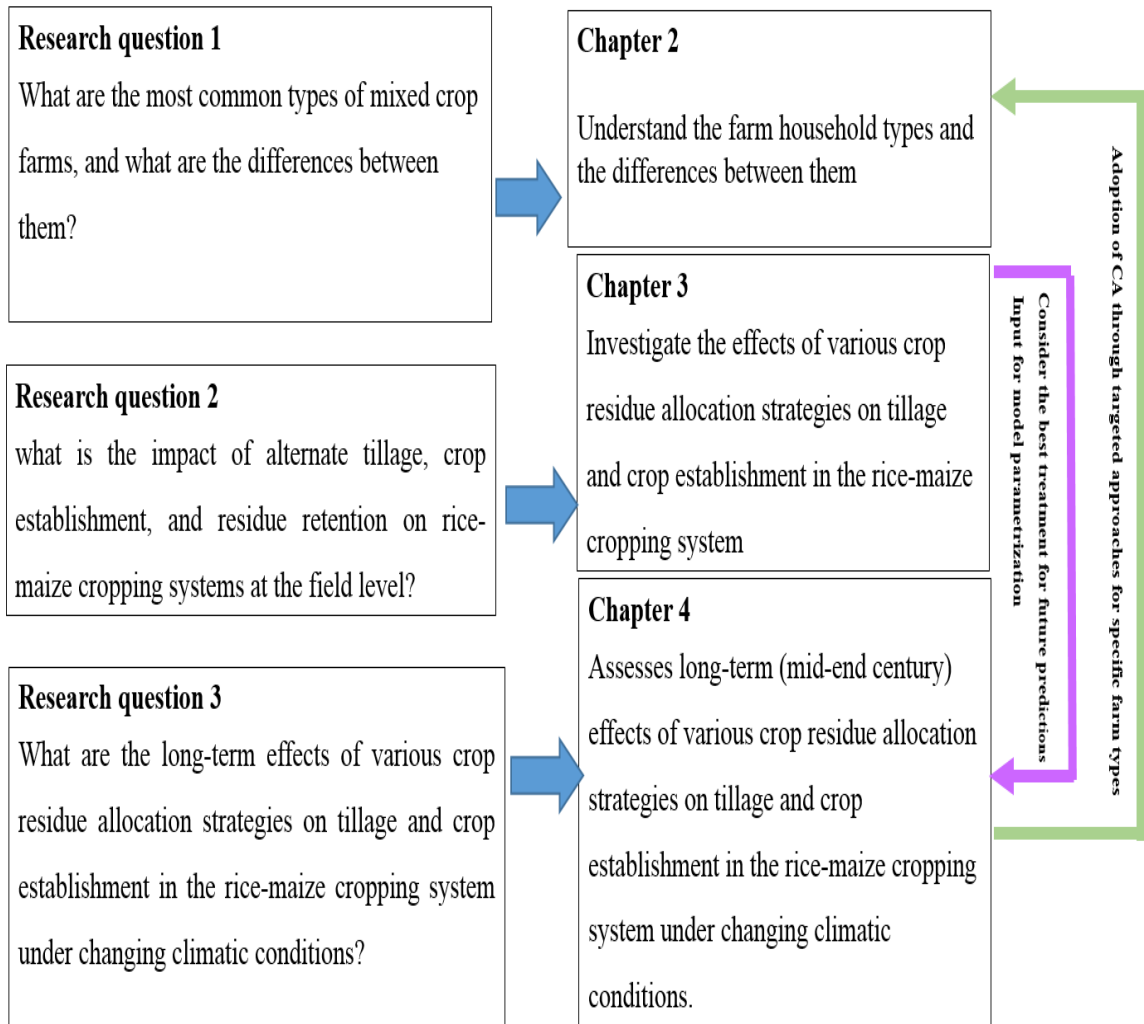 Research question 1
What are the most common types of mixed crop
farms, and what are the differences between
them?
Chapter 2
Understand the farm household types and
the differences between them
Research question 2
what is the impact of alternate tillage, crop
establishment, and residue retention on rice-
maize cropping systems at the field level?
Chapter 3
Investigate the effects of various crop
residue allocation strategies on tillage
and crop establishment in the rice-maize
cropping system
Research question 3
What are the long-term effects of various crop
residue allocation strategies on tillage and crop
establishment in the rice-maize cropping system
under changing climatic conditions?
Chapter 4
Assesses long-term (mid-end century)
effects of various crop residue allocation
strategies on tillage and crop
establishment in the rice-maize cropping
system under changing climatic
conditions.
Consider the best treatment for future predictions
Input for model parametrization
Adoption of CA through targeted approaches for specific farm types